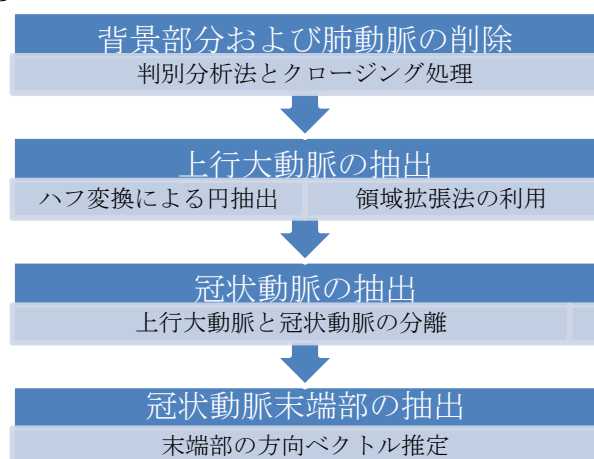 背景部分および肺動脈の削除
判別分析法とクロージング処理
上行大動脈の抽出
ハフ変換による円抽出 領域拡張法の利用
冠状動脈の抽出
上行大動脈と冠状動脈の分離
冠状動脈末端部の抽出
末端部の方向ベクトル推定